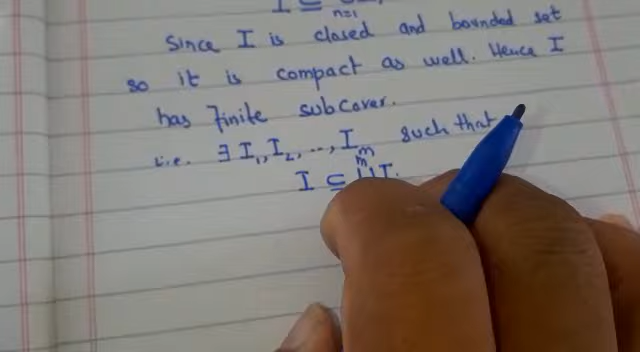 I ⊆
n=1
Since I is closed and bounded set
so it is compact as well. Hence I
has finite subcover.
i.e. ∃ I₁, I₂, ..., Iₘ such that
m
I ⊆ ⋃ I